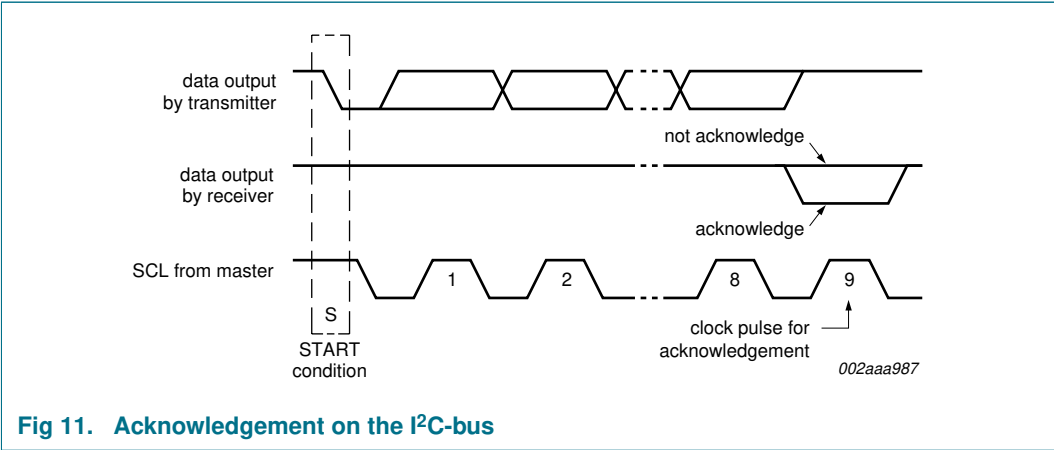 data output
by transmitter
not acknowledge
data output
by receiver
acknowledge
SCL from master
1
2
8
9
S
START
condition
clock pulse for
acknowledgement
002aaa987
Fig 11. Acknowledgement on the I²C-bus